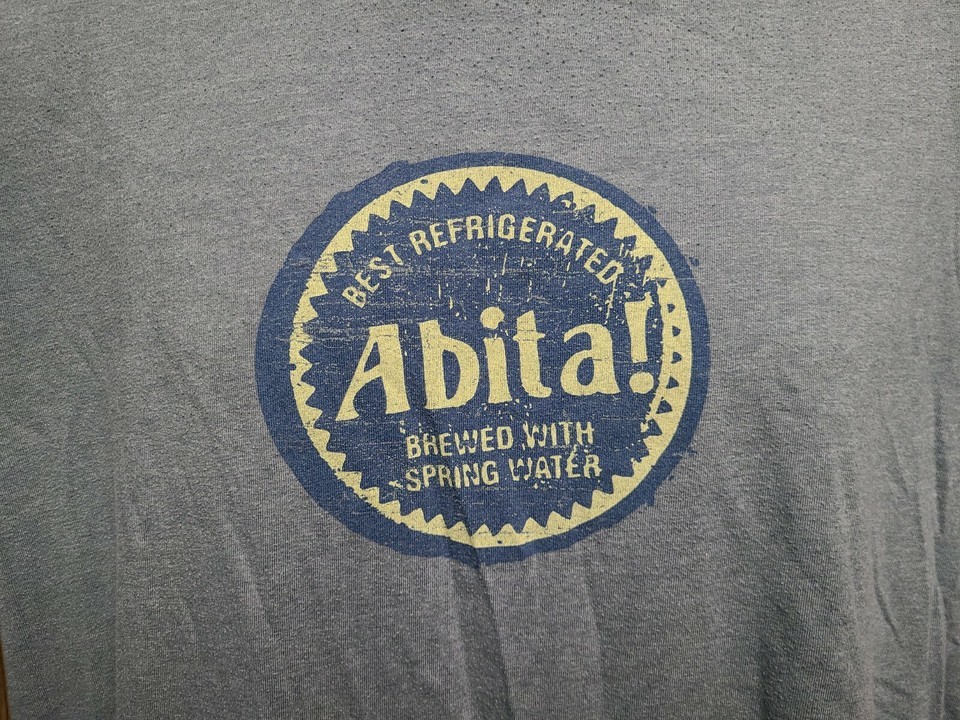 BEST REFRIGERATED
Abita!
BREWED WITH
SPRING WATER